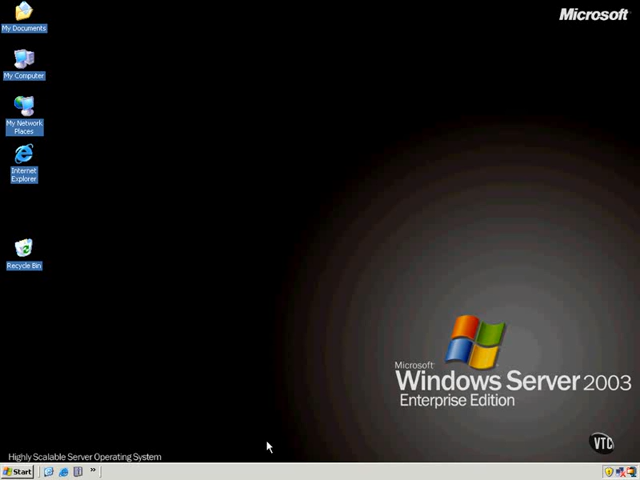 My Documents
My Computer
My Network
Places
Internet
Explorer
Recycle Bin
Microsoft
Microsoft
Windows Server 2003
Enterprise Edition
VTC
Highly Scalable Server Operating System
Start
»